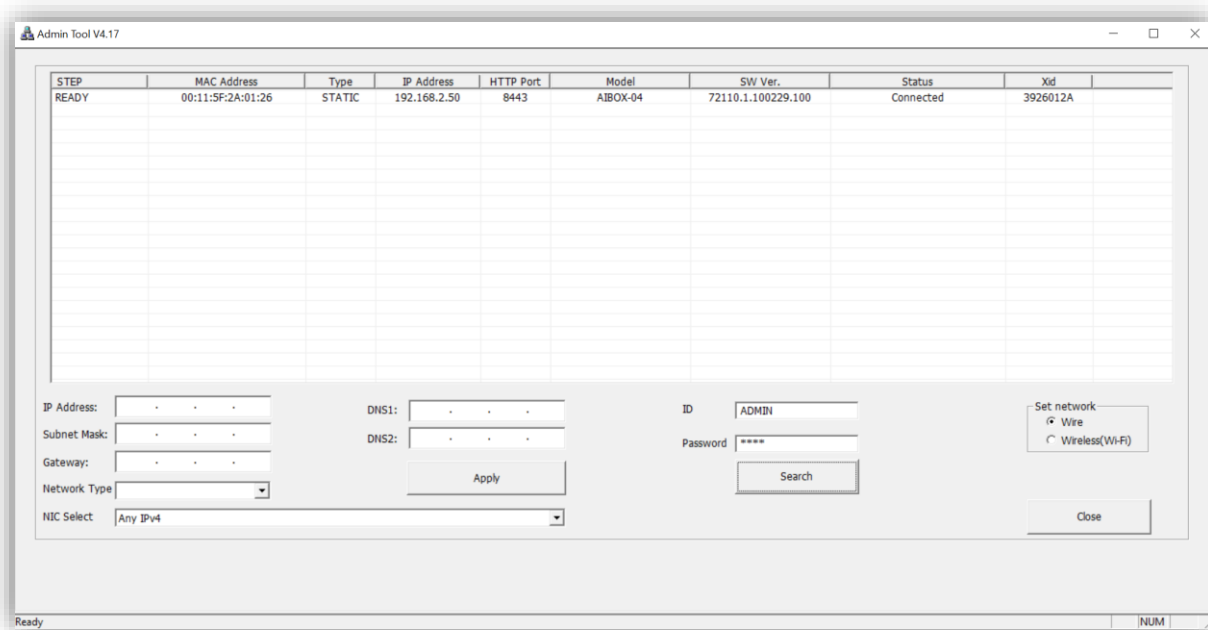 Admin Tool V4.17
STEP MAC Address Type IP Address HTTP Port Model SW Ver. Status Xid
READY 00:11:5F:2A:01:26 STATIC 192.168.2.50 8443 AIBOX-04 72110.1.100229.100 Connected 3926012A
IP Address: . . . DNS1: . . . ID ADMIN Set network
Wire
Subnet Mask: . . . DNS2: . . . Password **** Wireless(Wi-Fi)
Gateway: . . .
Apply Search
Network Type
NIC Select Any IPv4 Close
Ready NUM